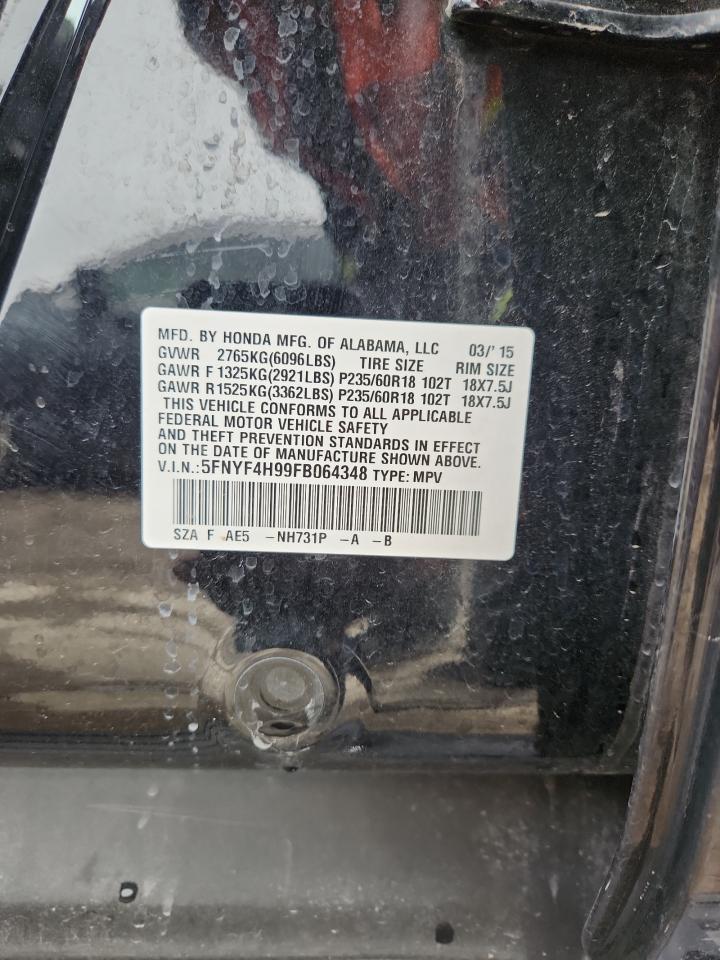 MFD. BY HONDA MFG. OF ALABAMA, LLC 03/'15
GVWR 2765KG(6096LBS) TIRE SIZE RIM SIZE
GAWR F 1325KG(2921LBS) P235/60R18 102T 18X7.5J
GAWR R 1525KG(3362LBS) P235/60R18 102T 18X7.5J
THIS VEHICLE CONFORMS TO ALL APPLICABLE
FEDERAL MOTOR VEHICLE SAFETY
AND THEFT PREVENTION STANDARDS IN EFFECT
ON THE DATE OF MANUFACTURE SHOWN ABOVE.
V.I.N.:5FNYF4H99FB064348 TYPE: MPV
SZA F AE5 -NH731P -A -B